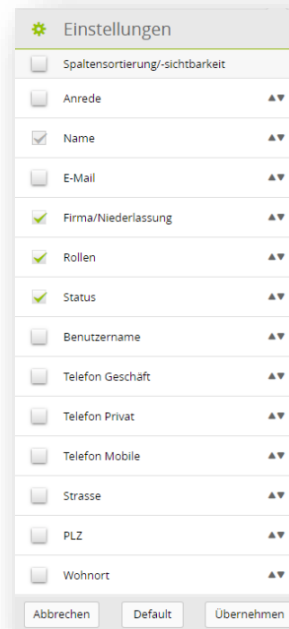 Einstellungen
Spaltensortierung/-sichtbarkeit
Anrede
Name
E-Mail
Firma/Niederlassung
Rollen
Status
Benutzername
Telefon Geschäft
Telefon Privat
Telefon Mobile
Strasse
PLZ
Wohnort
Abbrechen Default Übernehmen